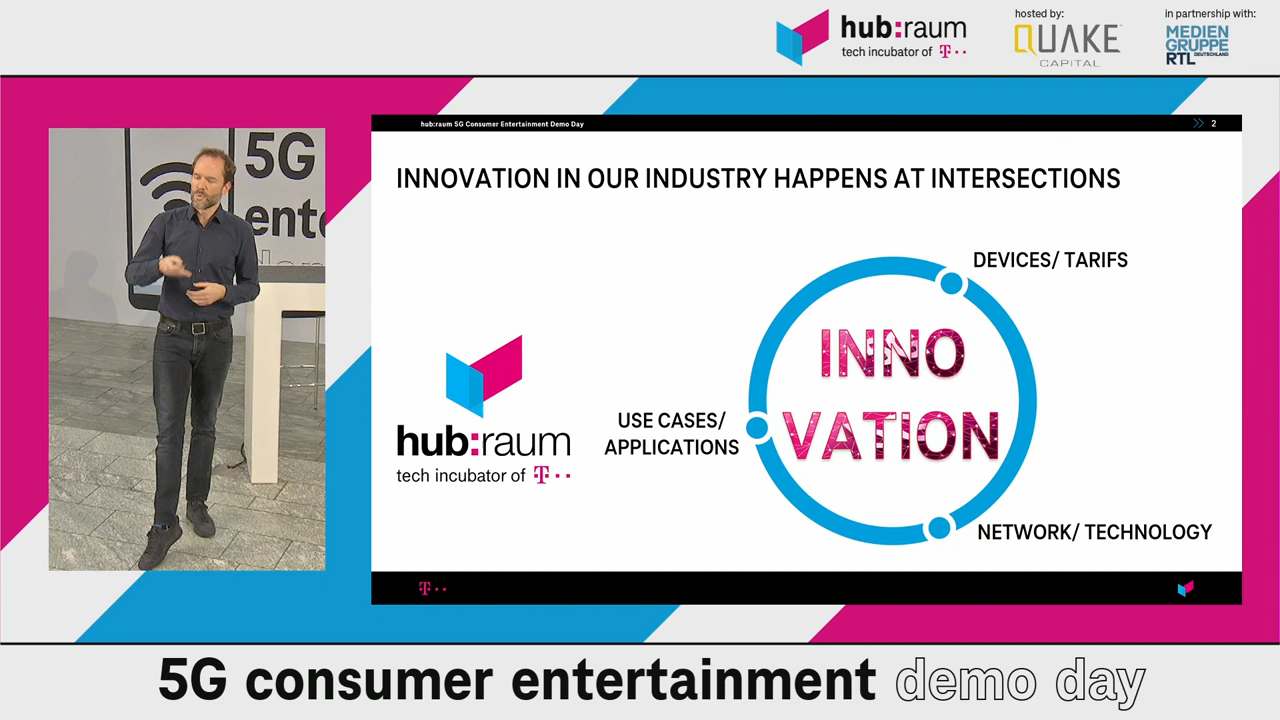 hub:raum
tech incubator of T··
hosted by:
QUAKE
CAPITAL
in partnership with:
MEDIEN
GRUPPE
RTL DEUTSCHLAND
5G
ente
hub:raum 5G Consumer Entertainment Demo Day
2
INNOVATION IN OUR INDUSTRY HAPPENS AT INTERSECTIONS
DEVICES/ TARIFS
INNO
VATION
USE CASES/
APPLICATIONS
NETWORK/ TECHNOLOGY
hub:raum
tech incubator of T··
T··
5G consumer entertainment demo day